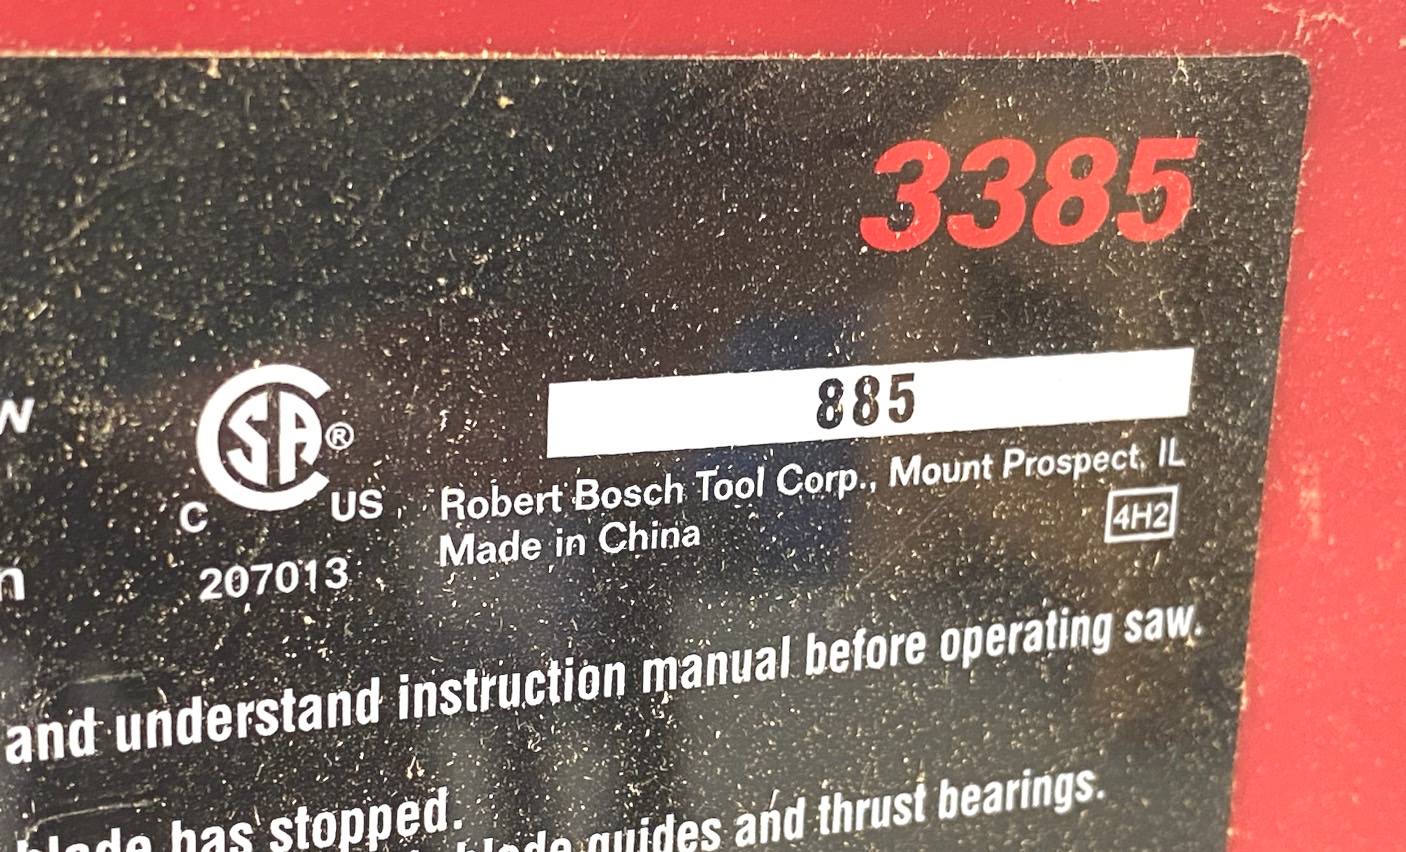 3385
w
CSA®
C US
885
Robert Bosch Tool Corp., Mount Prospect, IL
Made in China
4H2
n
207013
and understand instruction manual before operating saw.
blade has stopped.
blade guides and thrust bearings.